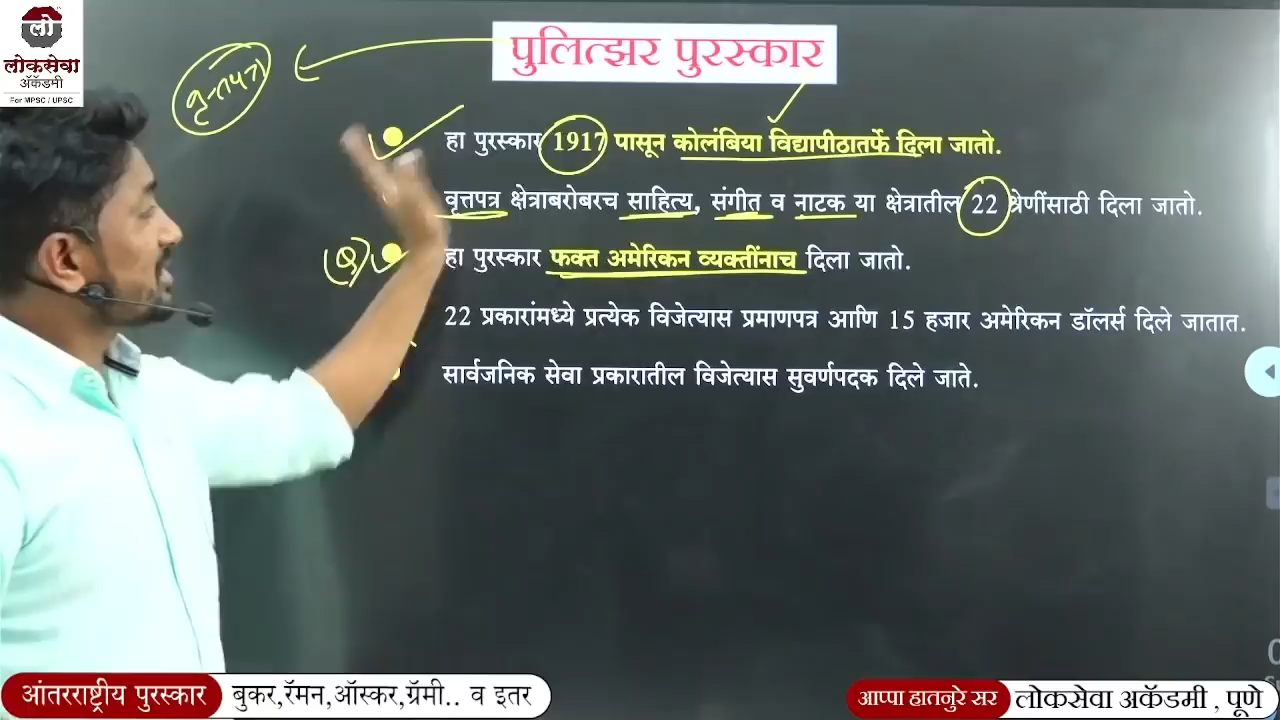 लो
लोकसेवा
अ‍ॅकॅडमी
For MPSC / UPSC
पुलित्झर पुरस्कार
वृत्तपत्र
हा पुरस्कार 1917 पासून कोलंबिया विद्यापीठातर्फे दिला जातो.
वृत्तपत्र क्षेत्राबरोबरच साहित्य, संगीत व नाटक या क्षेत्रातील 22 श्रेणींसाठी दिला जातो.
हा पुरस्कार फक्त अमेरिकन व्यक्तींनाच दिला जातो.
22 प्रकारांमध्ये प्रत्येक विजेत्यास प्रमाणपत्र आणि 15 हजार अमेरिकन डॉलर्स दिले जातात.
सार्वजनिक सेवा प्रकारातील विजेत्यास सुवर्णपदक दिले जाते.
आंतरराष्ट्रीय पुरस्कार बुकर,रॅमन,ऑस्कर,ग्रॅमी.. व इतर
आप्पा हातनुरे सर लोकसेवा अकॅडमी , पूणे